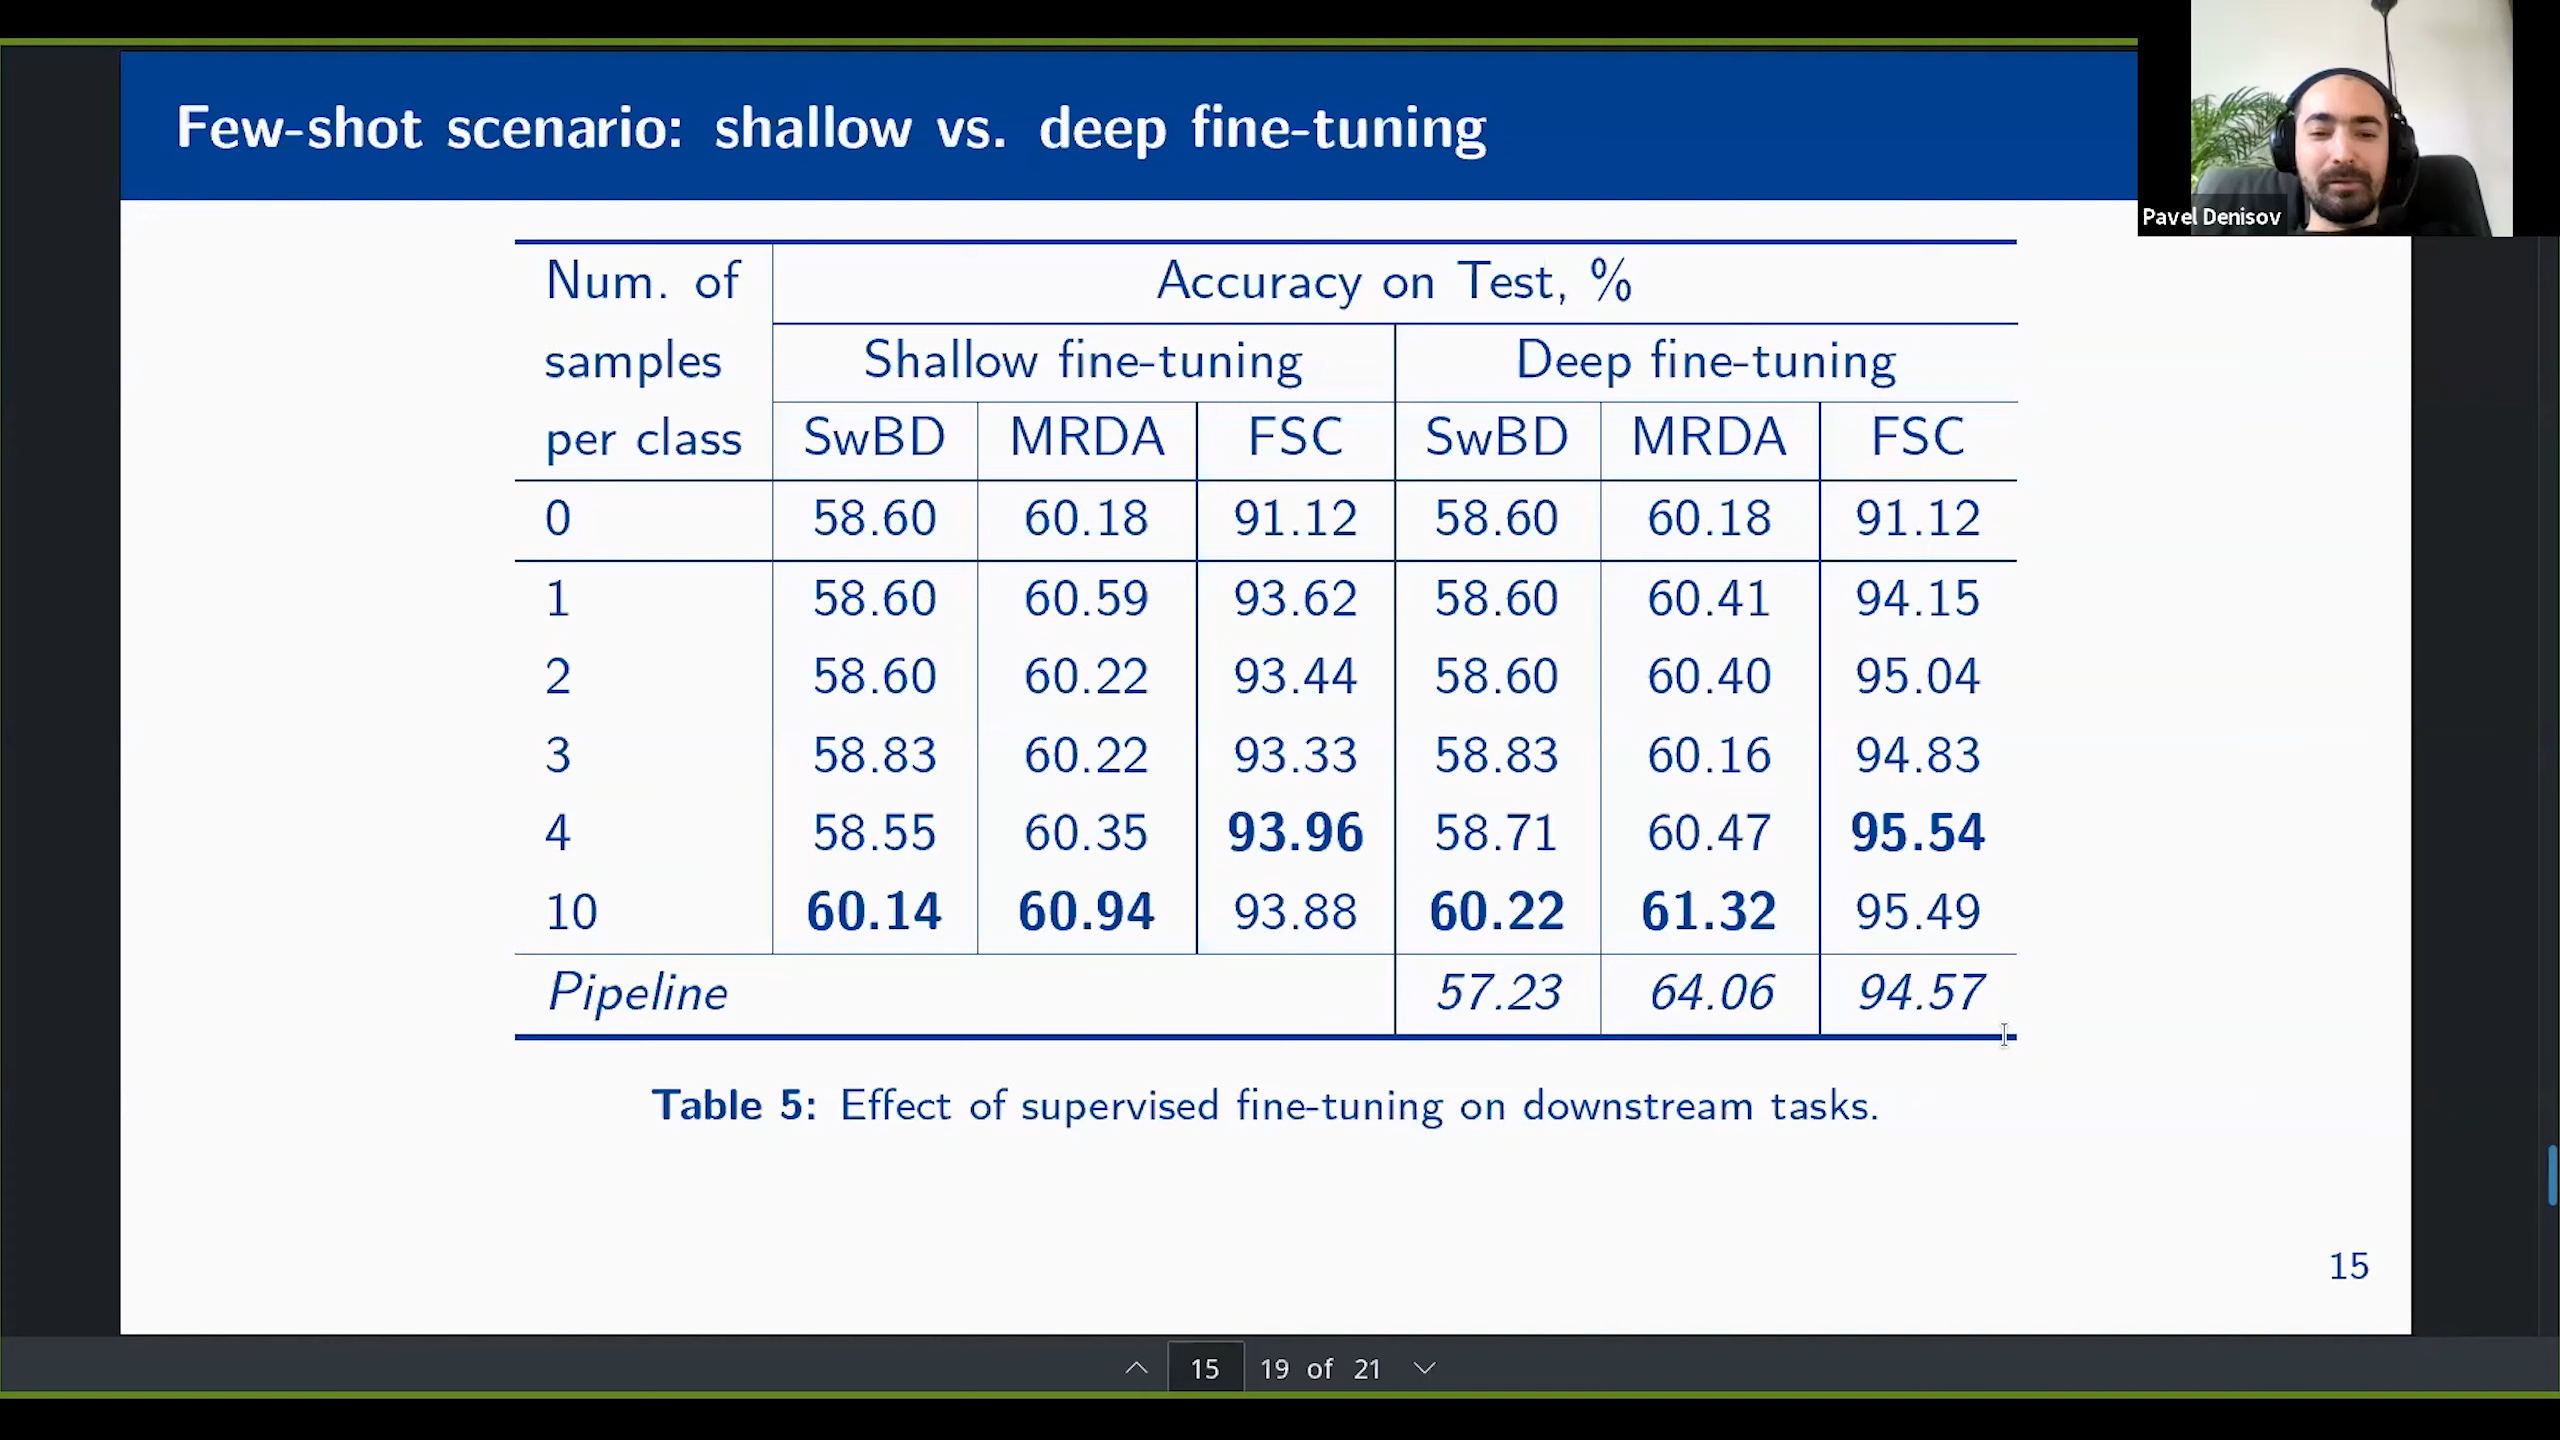 Few-shot scenario: shallow vs. deep fine-tuning
Pavel Denisov
Num. of samples per class
Accuracy on Test, %
Shallow fine-tuning Deep fine-tuning
SwBD MRDA FSC SwBD MRDA FSC
0 58.60 60.18 91.12 58.60 60.18 91.12
1 58.60 60.59 93.62 58.60 60.41 94.15
2 58.60 60.22 93.44 58.60 60.40 95.04
3 58.83 60.22 93.33 58.83 60.16 94.83
4 58.55 60.35 93.96 58.71 60.47 95.54
10 60.14 60.94 93.88 60.22 61.32 95.49
Pipeline 57.23 64.06 94.57
Table 5: Effect of supervised fine-tuning on downstream tasks.
15
15 19 of 21